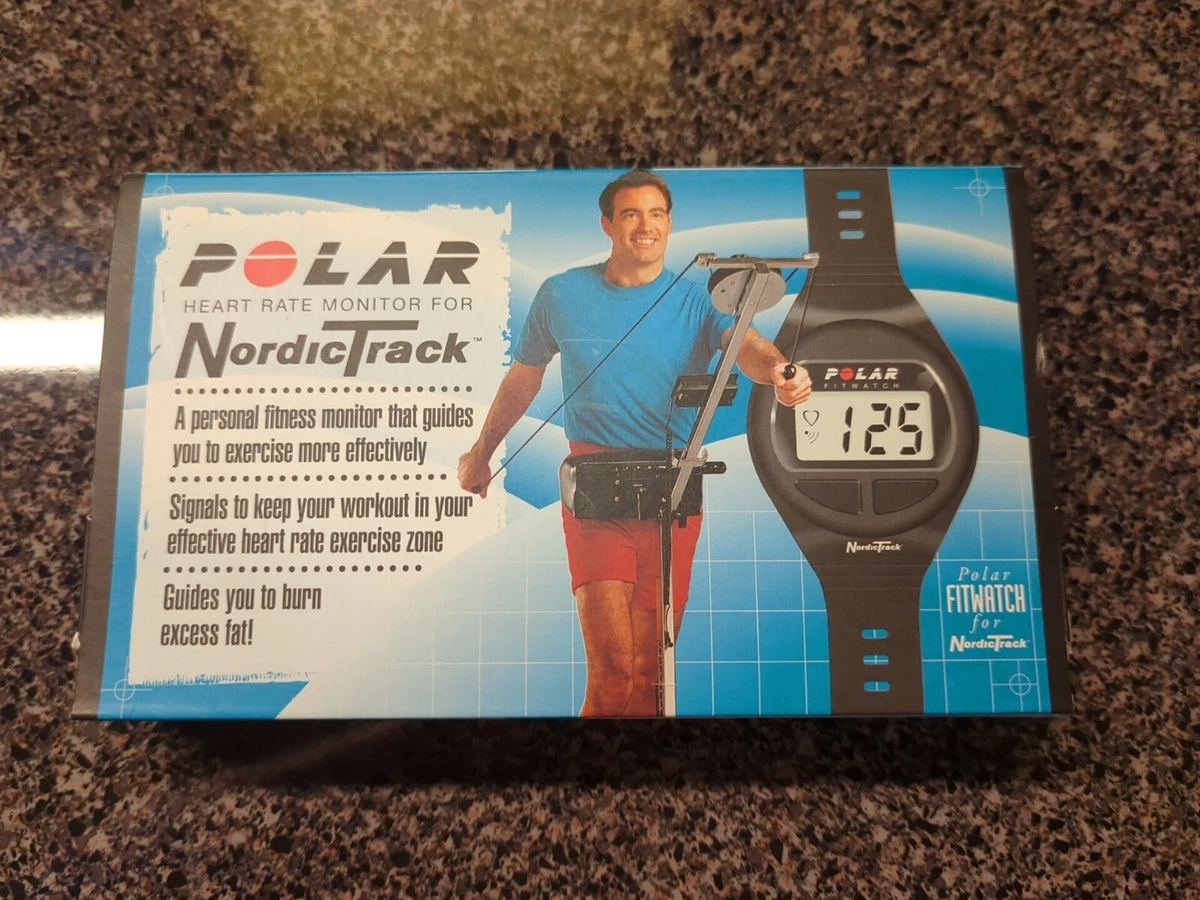 POLAR
HEART RATE MONITOR FOR
NordicTrack™
A personal fitness monitor that guides
you to exercise more effectively
Signals to keep your workout in your
effective heart rate exercise zone
Guides you to burn
excess fat!
POLAR
FITWATCH
125
NordicTrack
Polar
FITWATCH
for
NordicTrack